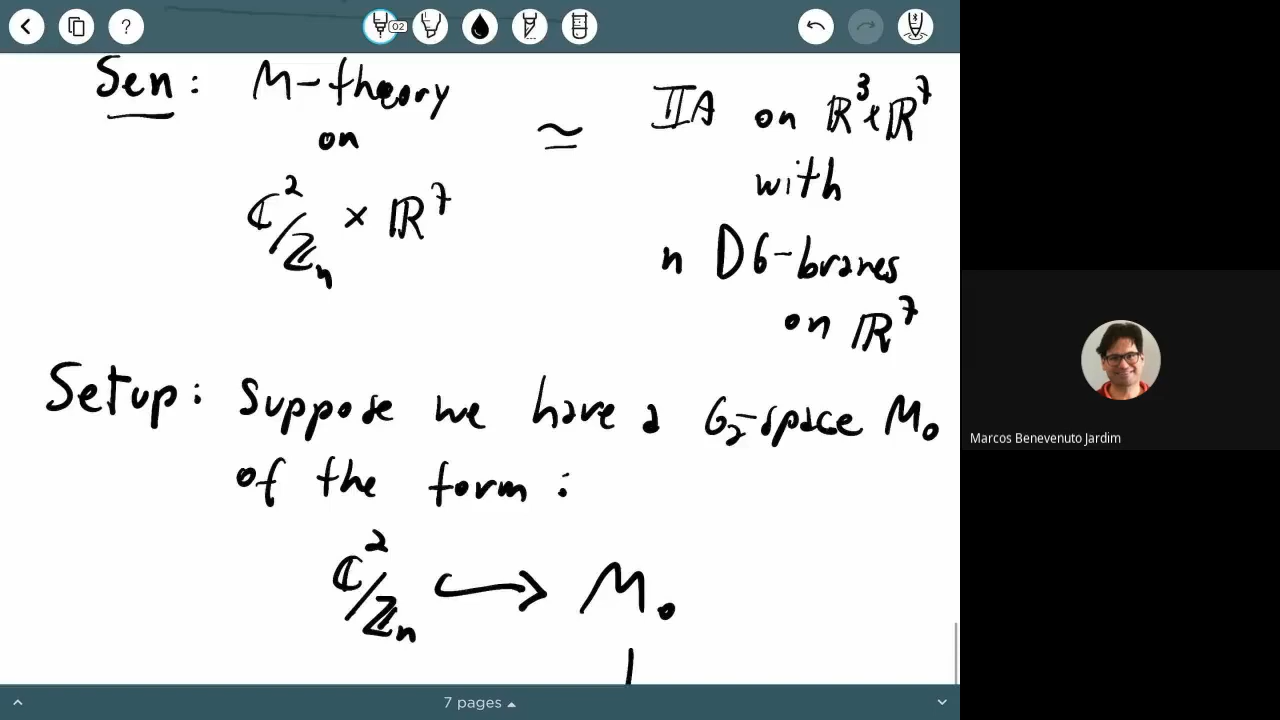 Sen: M-theory on ℂ²/ℤₙ × ℝ⁷ ≃ IIA on ℝ³ × ℝ⁷ with n D6-branes on ℝ⁷
Setup: Suppose we have a G₂-space M₀
of the form:
ℂ²/ℤₙ ↪ M₀
Marcos Benevenuto Jardim
02
?
7 pages